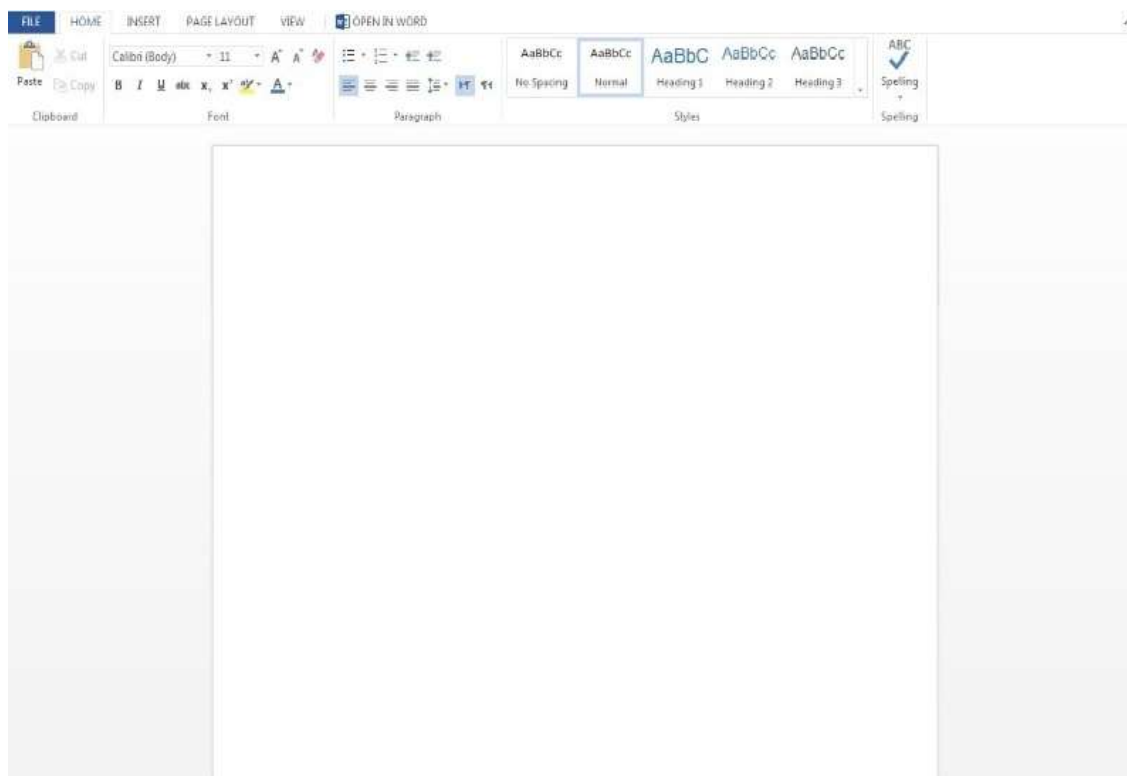 FILE HOME INSERT PAGE LAYOUT VIEW OPEN IN WORD
Paste Cut Copy
Calibri (Body) 11 A A
B I U abc x, x' A
AaBbCc AaBbCc AaBbC AaBbCc AaBbCc
No Spacing Normal Heading 1 Heading 2 Heading 3
ABC
Spelling
Clipboard Font Paragraph Styles Spelling